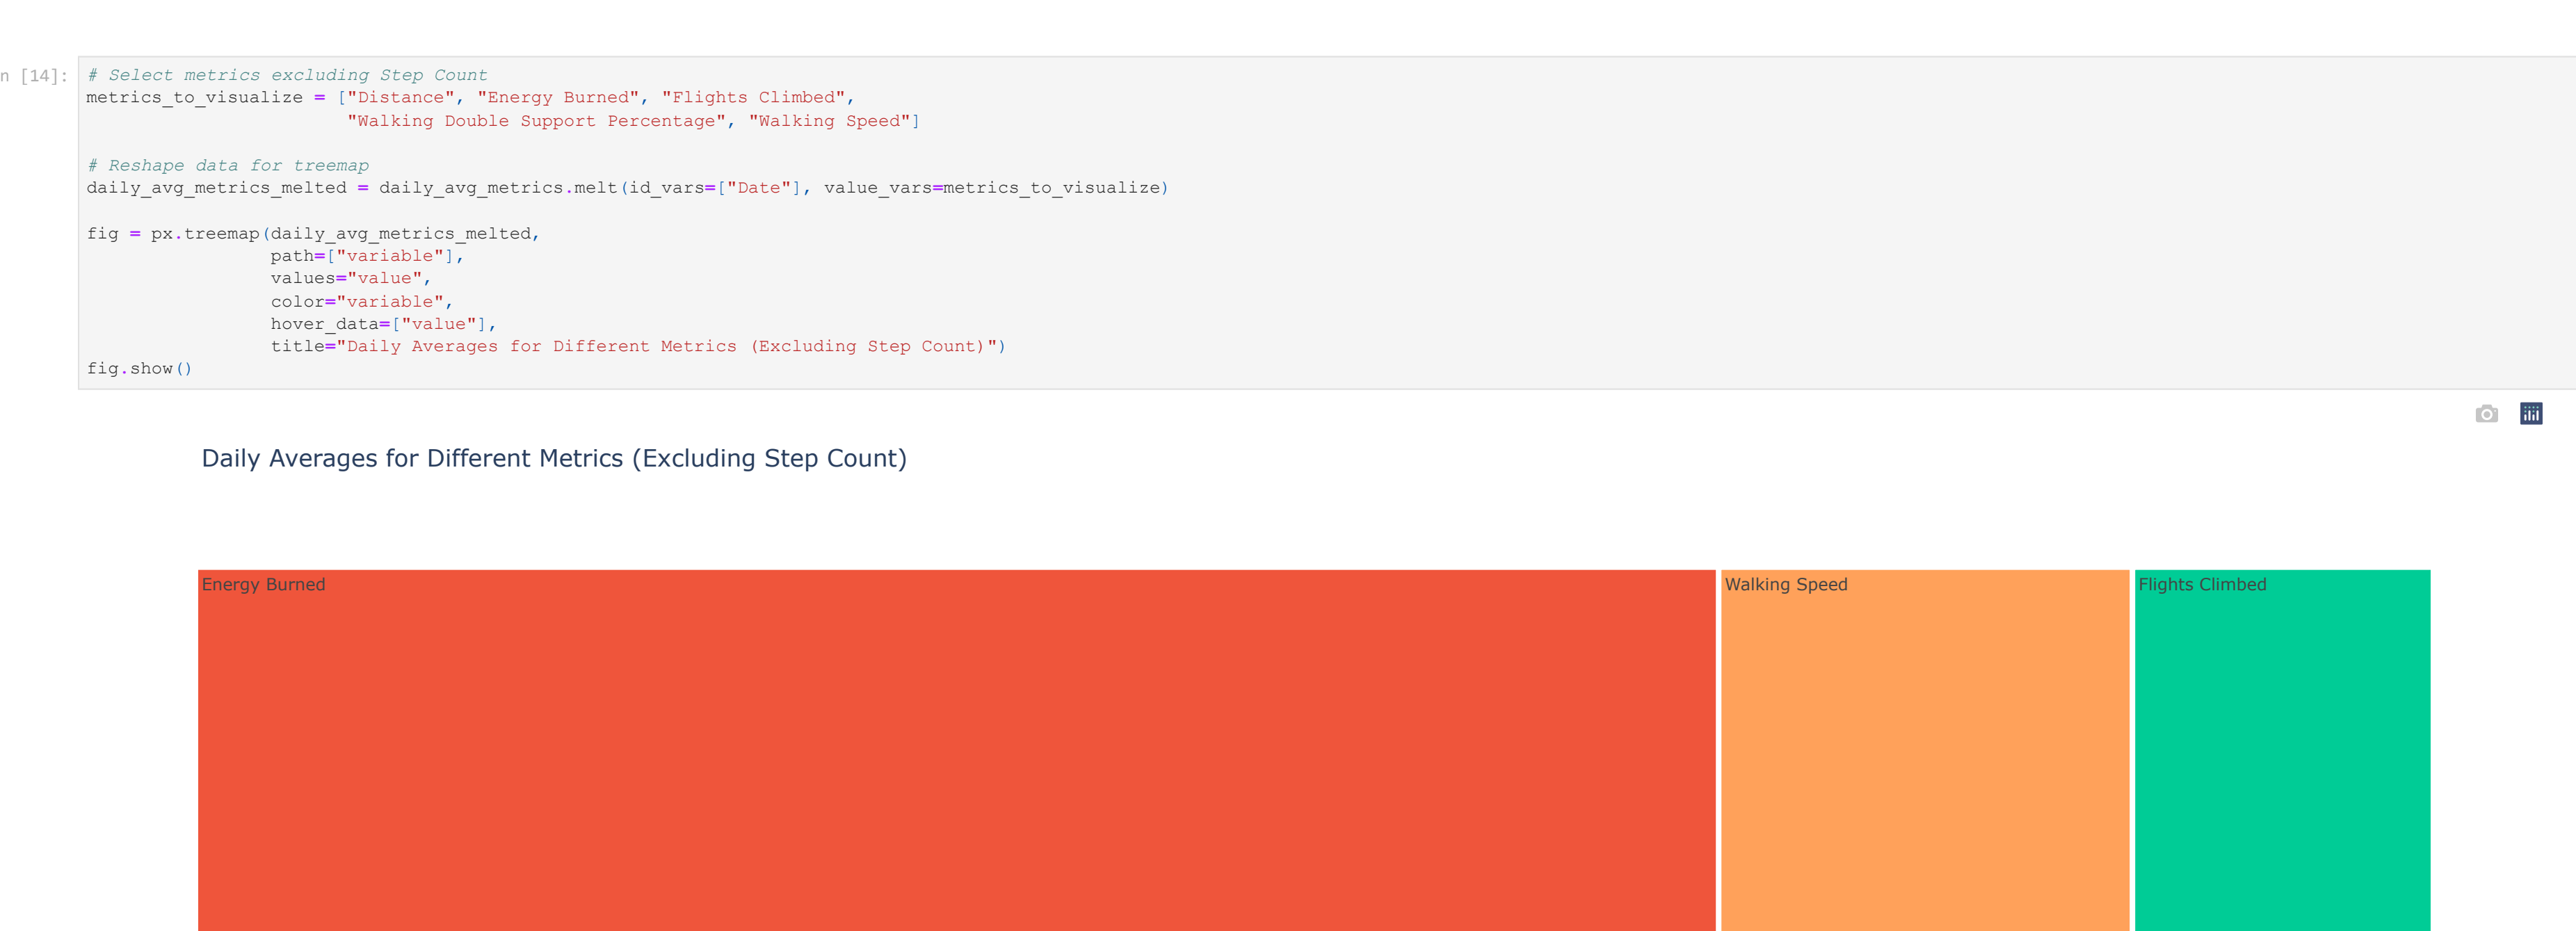 n [14]:
# Select metrics excluding Step Count
metrics_to_visualize = ["Distance", "Energy Burned", "Flights Climbed",
                         "Walking Double Support Percentage", "Walking Speed"]
# Reshape data for treemap
daily_avg_metrics_melted = daily_avg_metrics.melt(id_vars=["Date"], value_vars=metrics_to_visualize)
fig = px.treemap(daily_avg_metrics_melted,
                 path=["variable"],
                 values="value",
                 color="variable",
                 hover_data=["value"],
                 title="Daily Averages for Different Metrics (Excluding Step Count)")
fig.show()
Daily Averages for Different Metrics (Excluding Step Count)
Energy Burned
Walking Speed
Flights Climbed